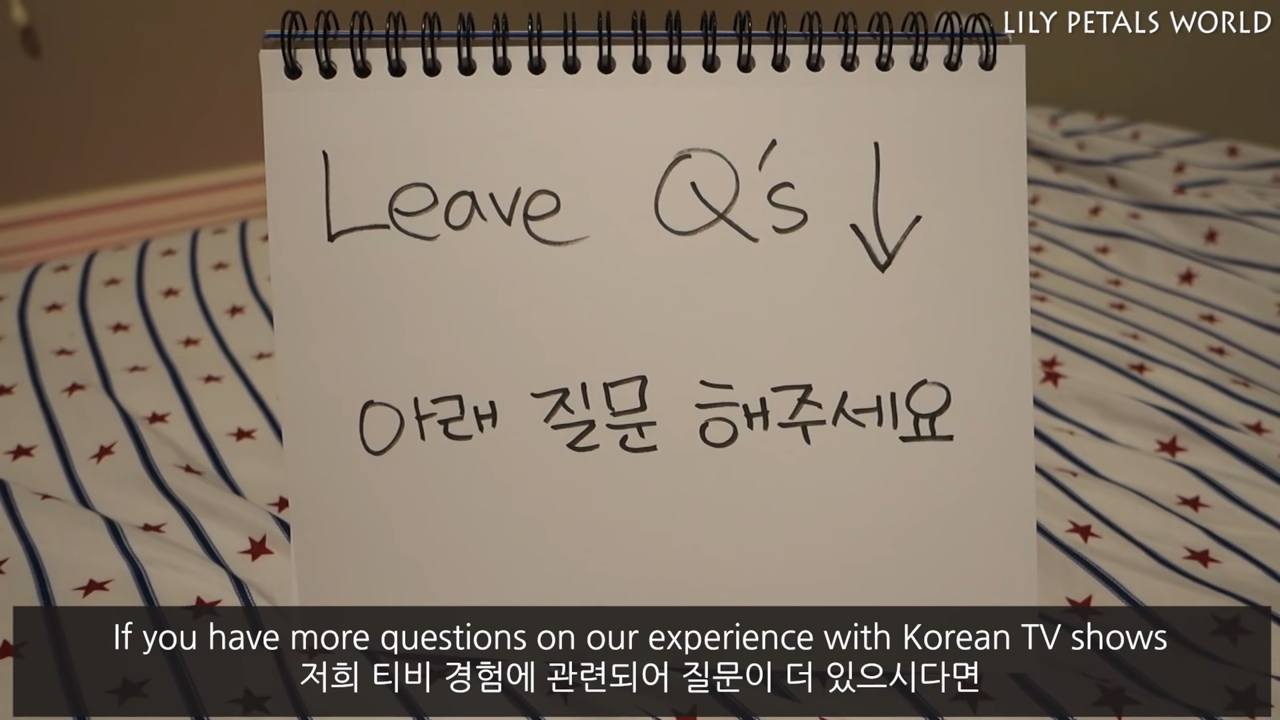 LILY PETALS WORLD
Leave Q's ↓
아래 질문 해주세요
If you have more questions on our experience with Korean TV shows
저희 티비 경험에 관련되어 질문이 더 있으시다면